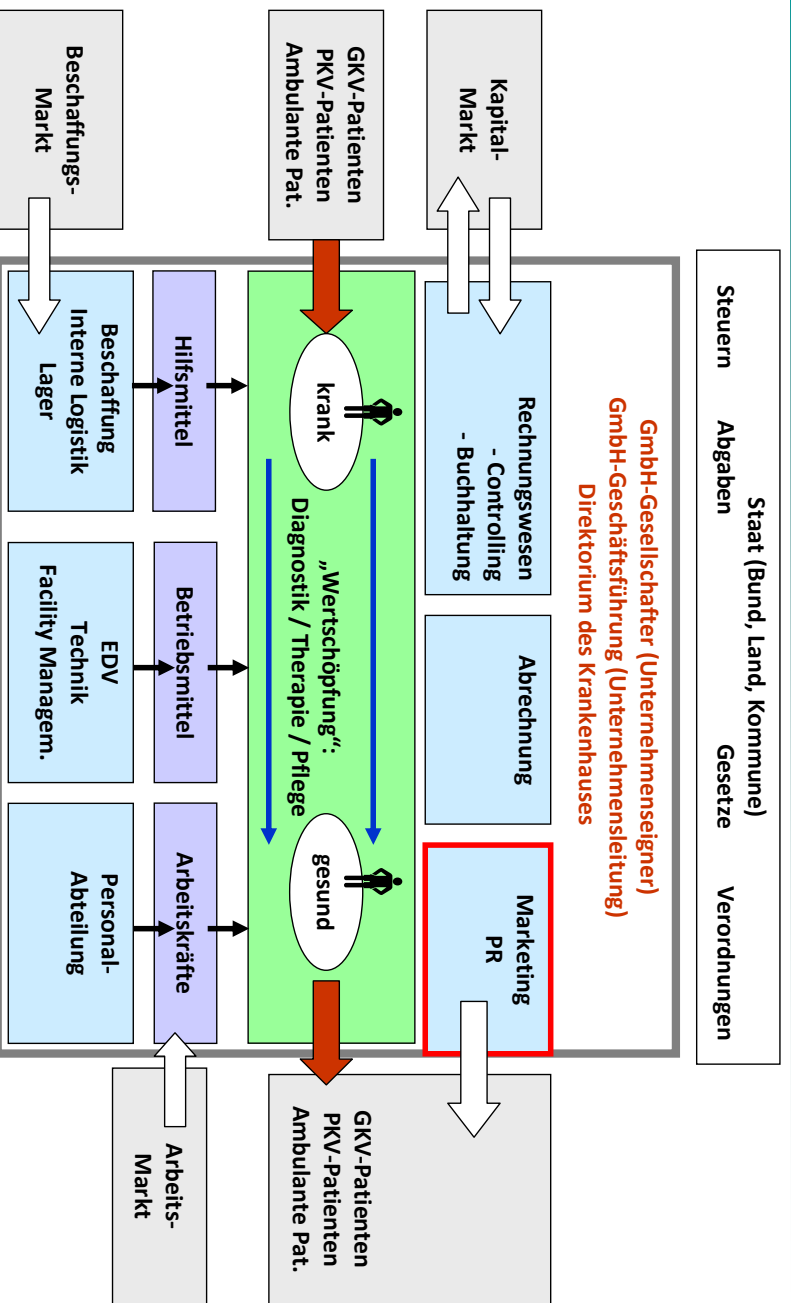 Staat (Bund, Land, Kommune)
Steuern Abgaben Gesetze Verordnungen
GmbH-Gesellschafter (Unternehmenseigner)
GmbH-Geschäftsführung (Unternehmensleitung)
Direktorium des Krankenhauses
Kapital-
Markt
Rechnungswesen
- Controlling
- Buchhaltung
Abrechnung
Marketing
PR
GKV-Patienten
PKV-Patienten
Ambulante Pat.
krank
„Wertschöpfung“:
Diagnostik / Therapie / Pflege
gesund
GKV-Patienten
PKV-Patienten
Ambulante Pat.
Hilfsmittel
Betriebsmittel
Arbeitskräfte
Beschaffungs-
Markt
Beschaffung
Interne Logistik
Lager
EDV
Technik
Facility Managem.
Personal-
Abteilung
Arbeits-
Markt